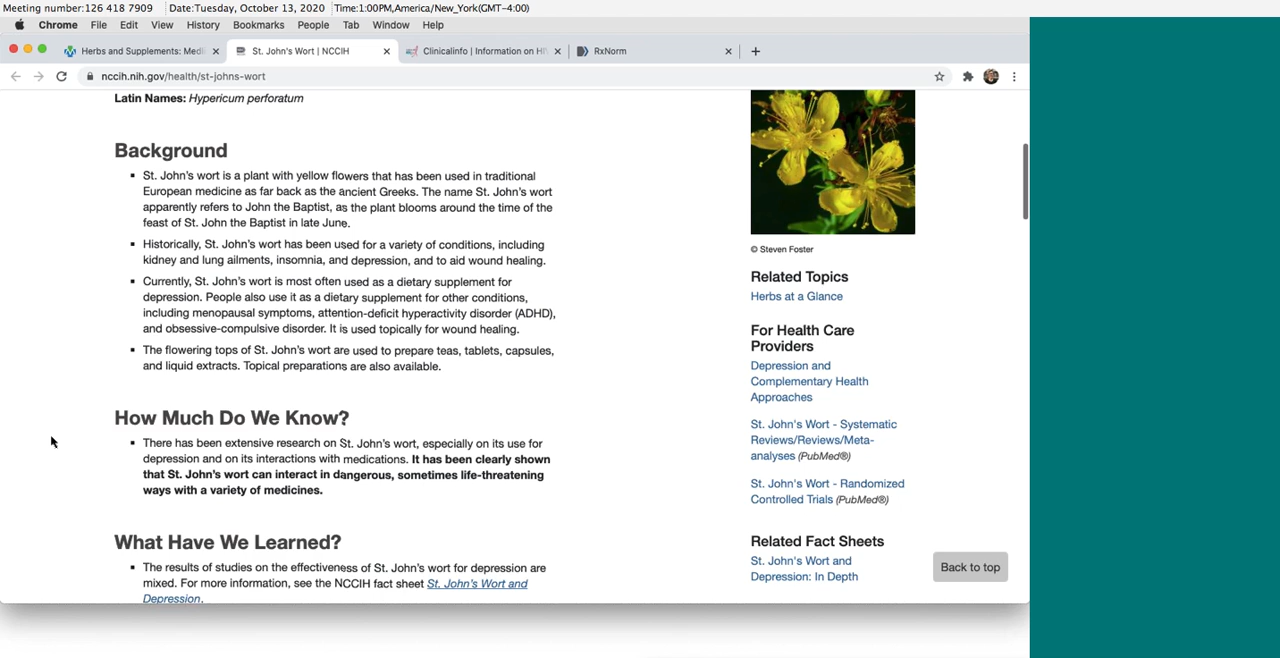 Meeting number:126 418 7909 Date:Tuesday, October 13, 2020 Time:1:00PM,America/New_York(GMT-4:00)
Chrome File Edit View History Bookmarks People Tab Window Help
Herbs and Supplements: Medli St. John's Wort | NCCIH Clinicalinfo | Information on HIV RxNorm
nccih.nih.gov/health/st-johns-wort
Latin Names: Hypericum perforatum
Background
St. John's wort is a plant with yellow flowers that has been used in traditional
European medicine as far back as the ancient Greeks. The name St. John's wort
apparently refers to John the Baptist, as the plant blooms around the time of the
feast of St. John the Baptist in late June.
Historically, St. John's wort has been used for a variety of conditions, including
kidney and lung ailments, insomnia, and depression, and to aid wound healing.
Currently, St. John's wort is most often used as a dietary supplement for
depression. People also use it as a dietary supplement for other conditions,
including menopausal symptoms, attention-deficit hyperactivity disorder (ADHD),
and obsessive-compulsive disorder. It is used topically for wound healing.
The flowering tops of St. John's wort are used to prepare teas, tablets, capsules,
and liquid extracts. Topical preparations are also available.
How Much Do We Know?
There has been extensive research on St. John's wort, especially on its use for
depression and on its interactions with medications. It has been clearly shown
that St. John's wort can interact in dangerous, sometimes life-threatening
ways with a variety of medicines.
What Have We Learned?
The results of studies on the effectiveness of St. John's wort for depression are
mixed. For more information, see the NCCIH fact sheet St. John's Wort and
Depression.
© Steven Foster
Related Topics
Herbs at a Glance
For Health Care
Providers
Depression and
Complementary Health
Approaches
St. John's Wort - Systematic
Reviews/Reviews/Meta-
analyses (PubMed®)
St. John's Wort - Randomized
Controlled Trials (PubMed®)
Related Fact Sheets
St. John's Wort and
Depression: In Depth
Back to top